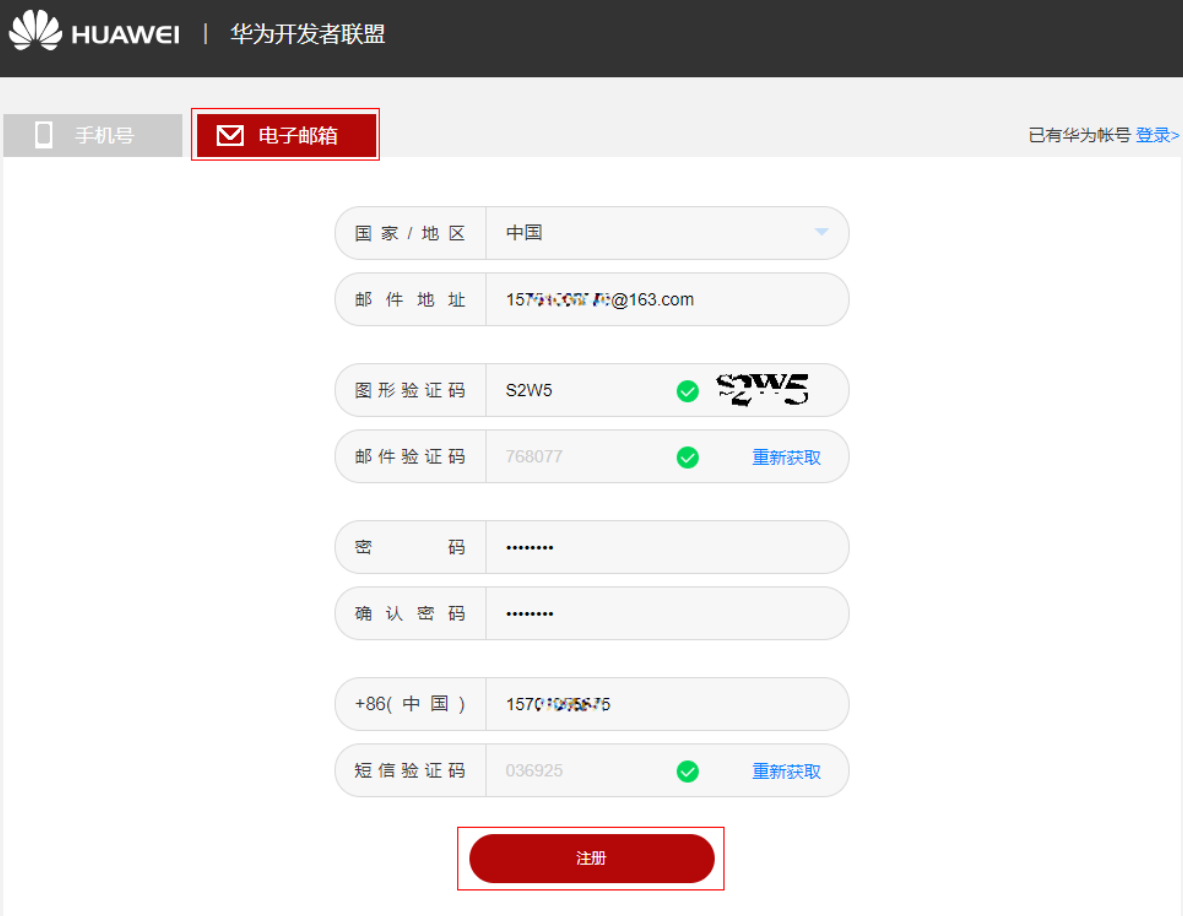 HUAWEI | 华为开发者联盟
手机号 电子邮箱 已有华为帐号 登录>
国家/地区 中国
邮件地址 157@163.com
图形验证码 S2W5 S2W5
邮件验证码 768077 重新获取
密码 ••••••••
确认密码 ••••••••
+86(中国) 1570
短信验证码 036925 重新获取
注册